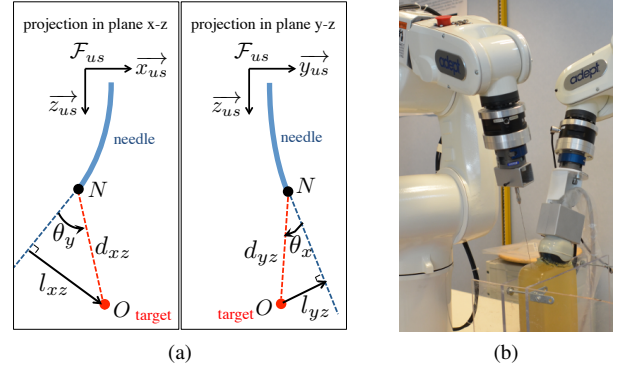 projection in plane x-z
F_us
x_us
z_us
needle
N
θ_y
d_xz
l_xz
O target
projection in plane y-z
F_us
y_us
z_us
needle
N
d_yz
θ_x
target O
l_yz
adept
adept
(a)
(b)